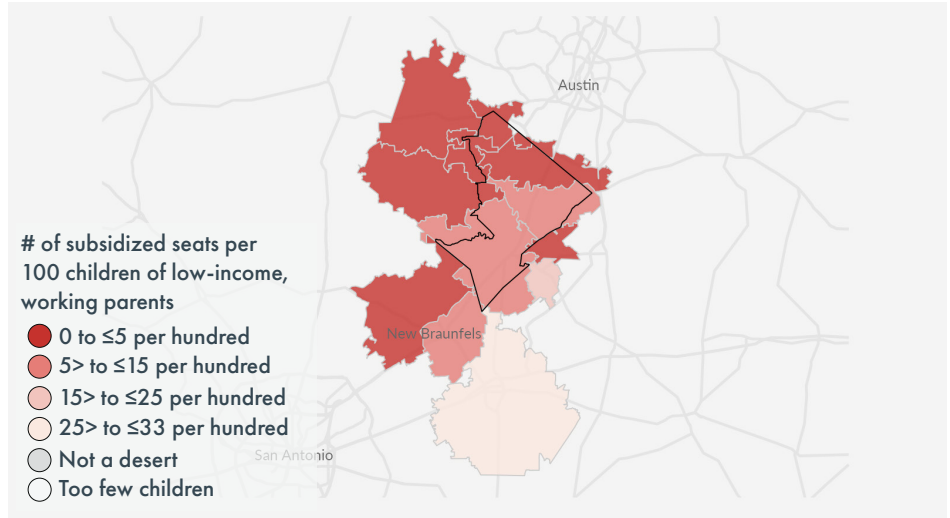 Austin
# of subsidized seats per
100 children of low-income,
working parents
0 to ≤5 per hundred
5> to ≤15 per hundred
15> to ≤25 per hundred
25> to ≤33 per hundred
Not a desert
Too few children
New Braunfels
San Antonio